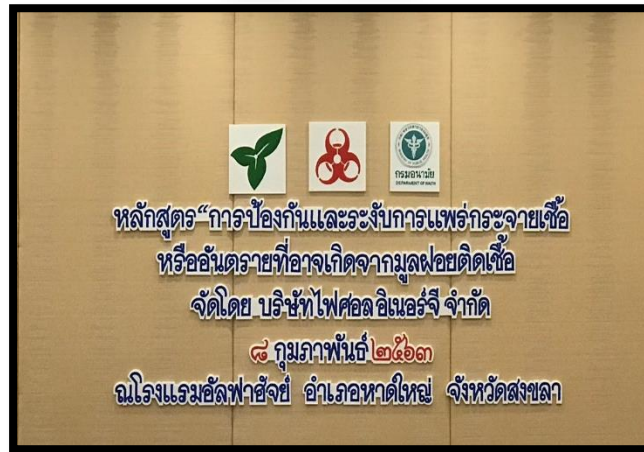 กรมอนามัย
DEPARTMENT OF HEALTH
หลักสูตร“การป้องกันและระงับการแพร่กระจายเชื้อ
หรืออันตรายที่อาจเกิดจากมูลฝอยติดเชื้อ
จัดโดย บริษัทไพศอล อิเนอร์จี จำกัด
๘ กุมภาพันธ์ ๒๕๖๓
ณโรงแรมอัลฟาฮัจย์ อำเภอหาดใหญ่ จังหวัดสงขลา